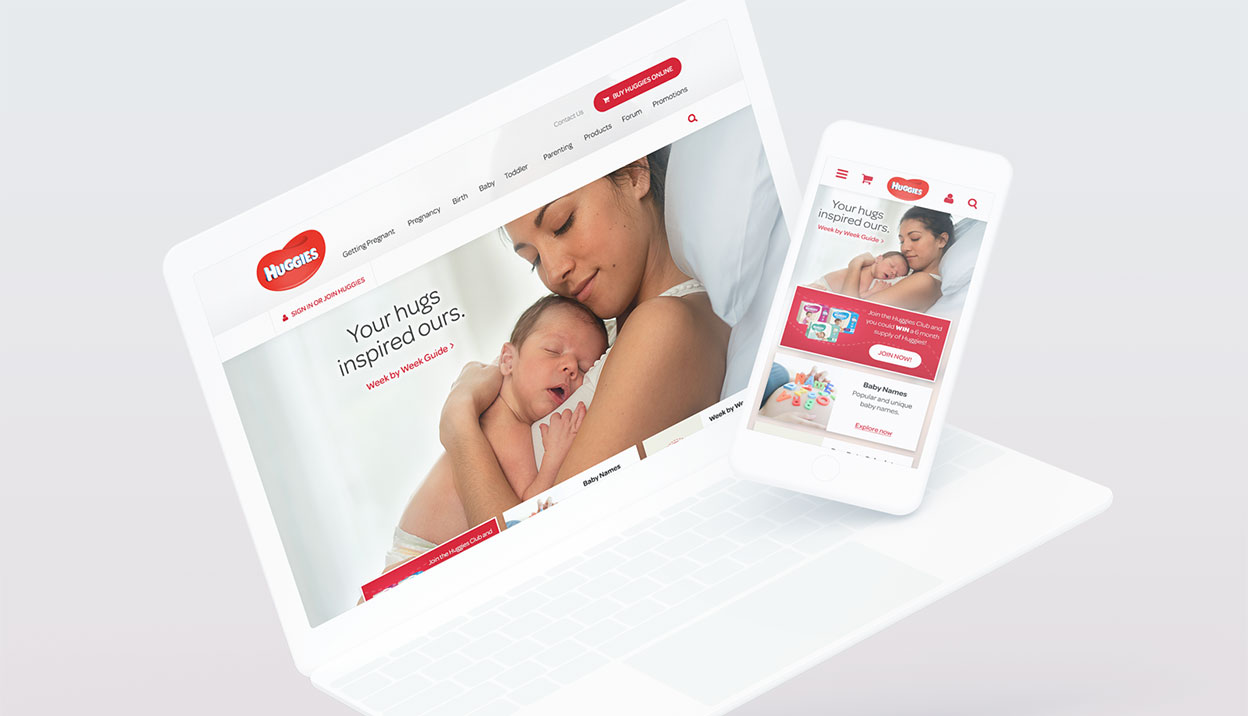 BUY HUGGIES ONLINE
Contact Us
HUGGIES
Getting Pregnant
Pregnancy
Birth
Baby
Toddler
Parenting
Products
Forum
Promotions
SIGN IN OR JOIN HUGGIES
Your hugs
inspired ours.
Week by Week Guide >
Join the Huggies Club and
Baby Names
Week by
HUGGIES
Your hugs
inspired ours.
Week by Week Guide >
Join the Huggies Club and
you could WIN a 6 month
supply of Huggies!
JOIN NOW!
Baby Names
Popular and unique
baby names.
Explore now